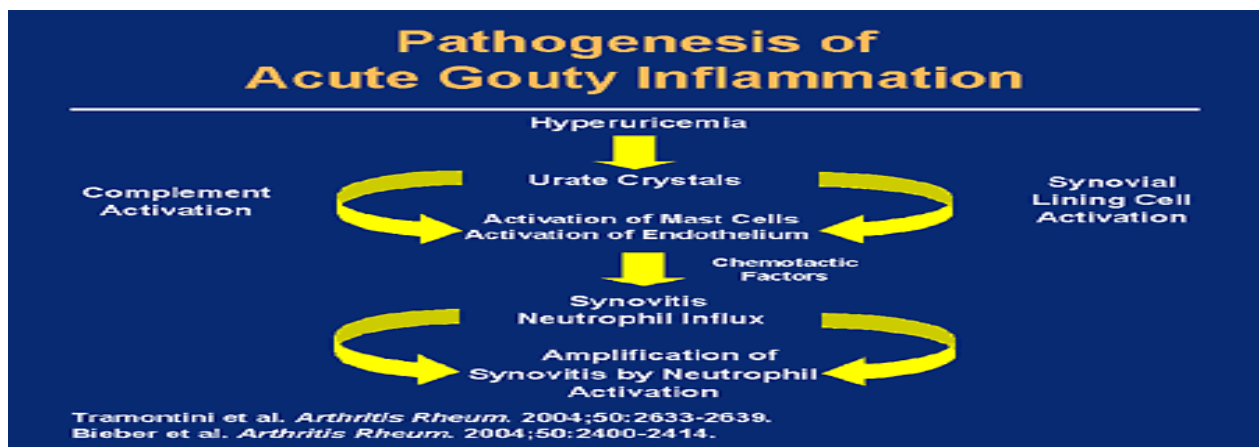 Pathogenesis of
Acute Gouty Inflammation
Hyperuricemia
Urate Crystals
Complement
Activation
Synovial
Lining Cell
Activation
Activation of Mast Cells
Activation of Endothelium
Chemotactic
Factors
Synovitis
Neutrophil Influx
Amplification of
Synovitis by Neutrophil
Activation
Tramontini et al. Arthritis Rheum. 2004;50:2633-2639.
Bieber et al. Arthritis Rheum. 2004;50:2400-2414.